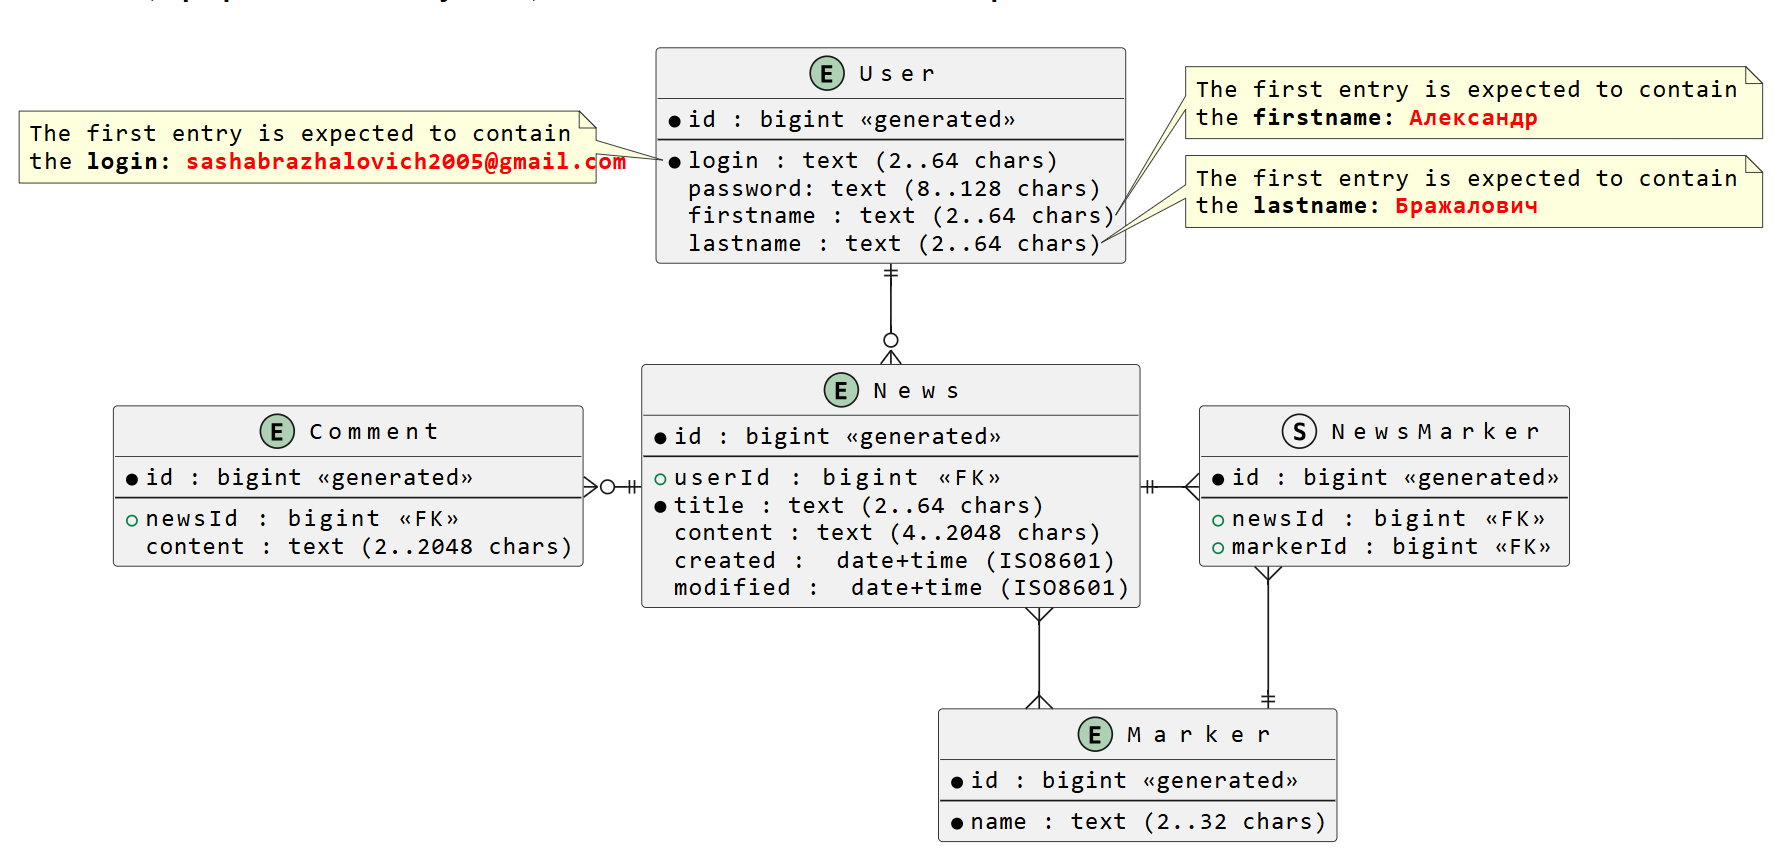 E User
id : bigint «generated»
login : text (2..64 chars)
password: text (8..128 chars)
firstname : text (2..64 chars)
lastname : text (2..64 chars)
The first entry is expected to contain
the login: sashabrazhalovich2005@gmail.com
The first entry is expected to contain
the firstname: Александр
The first entry is expected to contain
the lastname: Бражалович
E Comment
id : bigint «generated»
newsId : bigint «FK»
content : text (2..2048 chars)
E News
id : bigint «generated»
userId : bigint «FK»
title : text (2..64 chars)
content : text (4..2048 chars)
created : date+time (ISO8601)
modified : date+time (ISO8601)
S NewsMarker
id : bigint «generated»
newsId : bigint «FK»
markerId : bigint «FK»
E Marker
id : bigint «generated»
name : text (2..32 chars)